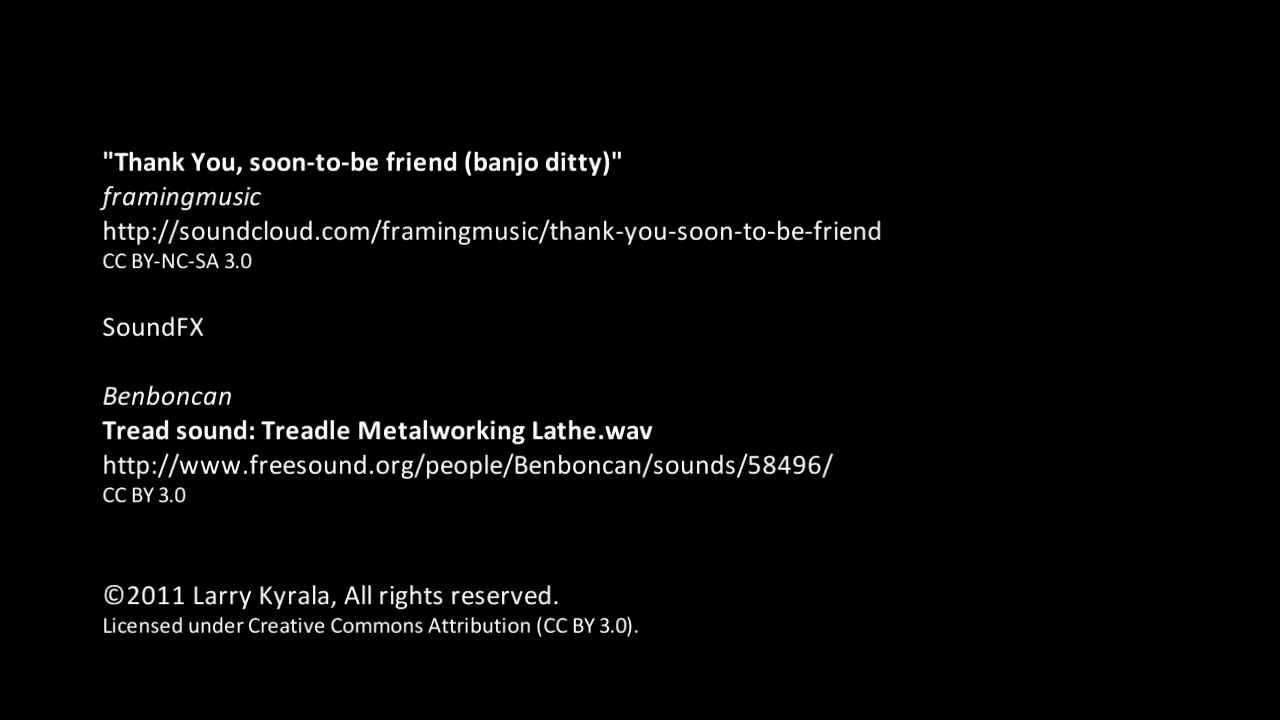 "Thank You, soon-to-be friend (banjo ditty)"
framingmusic
http://soundcloud.com/framingmusic/thank-you-soon-to-be-friend
CC BY-NC-SA 3.0
SoundFX
Benboncan
Tread sound: Treadle Metalworking Lathe.wav
http://www.freesound.org/people/Benboncan/sounds/58496/
CC BY 3.0
©2011 Larry Kyrala, All rights reserved.
Licensed under Creative Commons Attribution (CC BY 3.0).